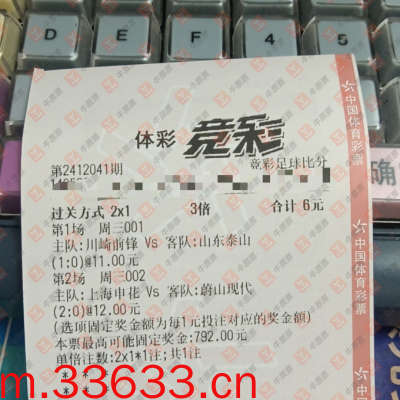 D E F 4 5
体彩 竞彩
第2412041期 竞彩足球比分
过关方式 2x1 3倍 合计 6元
第1场 周三001
主队:川崎前锋 Vs 客队:山东泰山
(1:0)@11.00元
第2场 周三002
主队:上海申花 Vs 客队:蔚山现代
(2:0)@12.00元
(选项固定奖金额为每1元投注对应的奖金额)
本票最高可能固定奖金:792.00元
单倍注数:2x1*1注;共1注
中国体育彩票
中国体育彩票
确
m.33633.cn